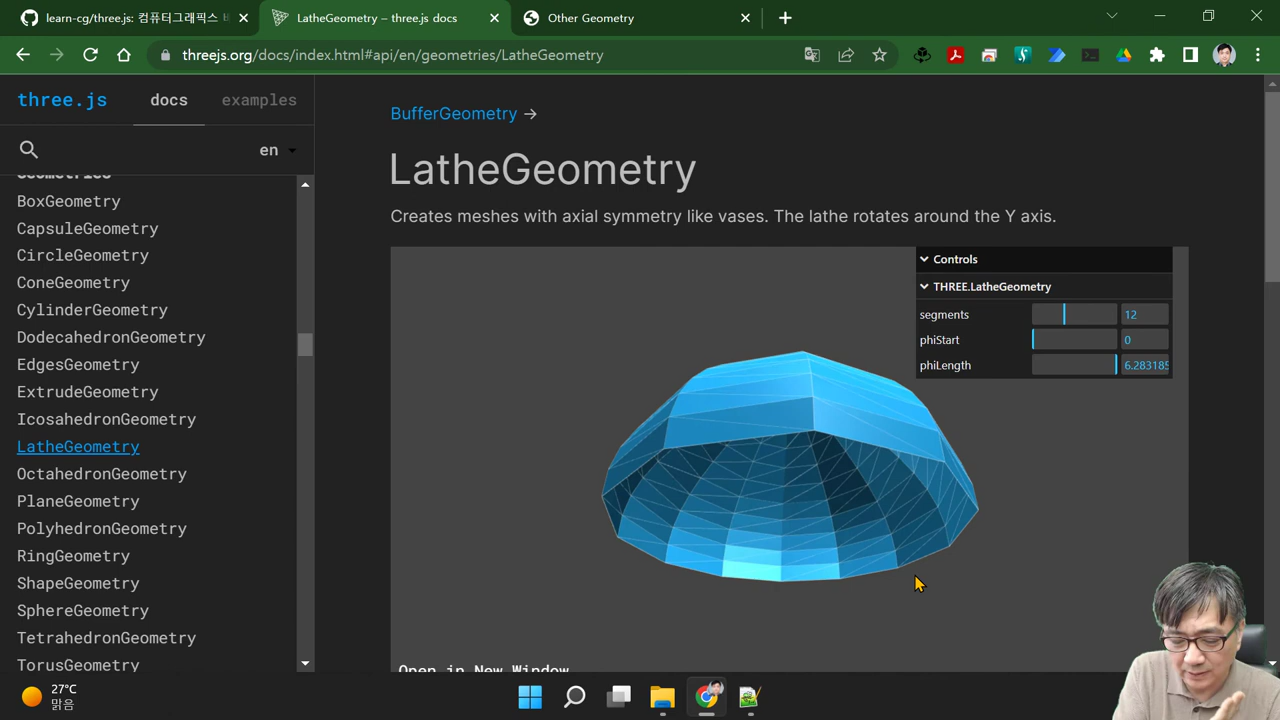 learn-cg/three.js: 컴퓨터그래픽스
LatheGeometry – three.js docs
Other Geometry
threejs.org/docs/index.html#api/en/geometries/LatheGeometry
three.js
docs
examples
en
Geometries
BoxGeometry
CapsuleGeometry
CircleGeometry
ConeGeometry
CylinderGeometry
DodecahedronGeometry
EdgesGeometry
ExtrudeGeometry
IcosahedronGeometry
LatheGeometry
OctahedronGeometry
PlaneGeometry
PolyhedronGeometry
RingGeometry
ShapeGeometry
SphereGeometry
TetrahedronGeometry
TorusGeometry
BufferGeometry →
LatheGeometry
Creates meshes with axial symmetry like vases. The lathe rotates around the Y axis.
Controls
THREE.LatheGeometry
segments 12
phiStart 0
phiLength 6.283185
Open in New Window
27°C
맑음